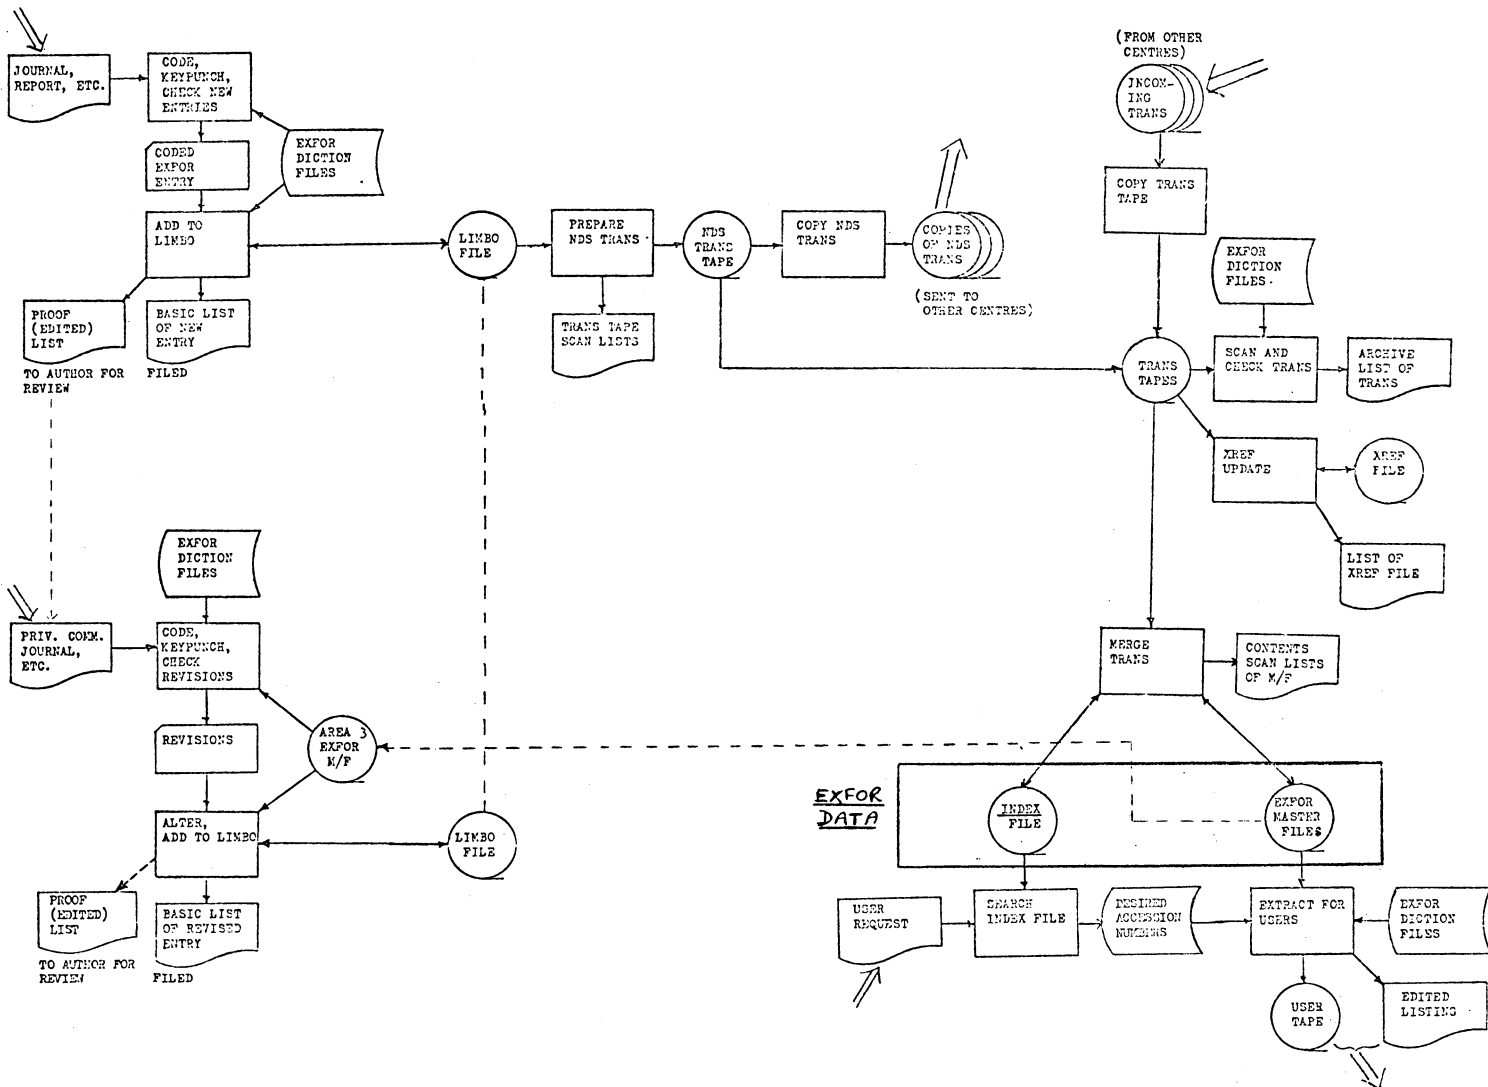 JOURNAL,
REPORT, ETC.
CODE,
KEYPUNCH,
CHECK NEW
ENTRIES
CODED
EXFOR
ENTRY
EXFOR
DICTION
FILES
ADD TO
LIMBO
PROOF
(EDITED)
LIST
TO AUTHOR FOR
REVIEW
BASIC LIST
OF NEW
ENTRY
FILED
LIMBO
FILE
PREPARE
NDS TRANS
TRANS TAPE
SCAN LISTS
NDS
TRANS
TAPE
COPY NDS
TRANS
COPIES
OF NDS
TRANS
(SENT TO
OTHER CENTRES)
(FROM OTHER
CENTRES)
INCOM-
ING
TRANS
COPY TRANS
TAPE
EXFOR
DICTION
FILES
TRANS
TAPES
SCAN AND
CHECK TRANS
ARCHIVE
LIST OF
TRANS
XREF
UPDATE
XREF
FILE
LIST OF
XREF FILE
EXFOR
DICTION
FILES
PRIV. COMM.
JOURNAL,
ETC.
CODE,
KEYPUNCH,
CHECK
REVISIONS
REVISIONS
AREA 3
EXFOR
M/F
ALTER,
ADD TO LIMBO
LIMBO
FILE
PROOF
(EDITED)
LIST
TO AUTHOR FOR
REVIEW
BASIC LIST
OF REVISED
ENTRY
FILED
MERGE
TRANS
CONTENTS
SCAN LISTS
OF M/F
EXFOR
DATA
INDEX
FILE
EXFOR
MASTER
FILES
USER
REQUEST
SEARCH
INDEX FILE
DESIRED
ACCESSION
NUMBERS
EXTRACT FOR
USERS
EXFOR
DICTION
FILES
USER
TAPE
EDITED
LISTING